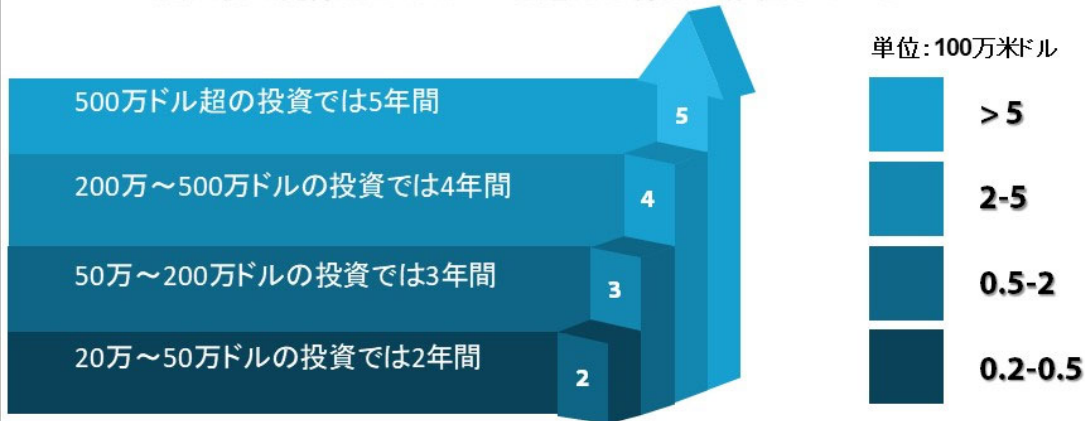 500万ドル超の投資では5年間
5
200万～500万ドルの投資では4年間
4
50万～200万ドルの投資では3年間
3
20万～50万ドルの投資では2年間
2
単位：100万米ドル
> 5
2-5
0.5-2
0.2-0.5